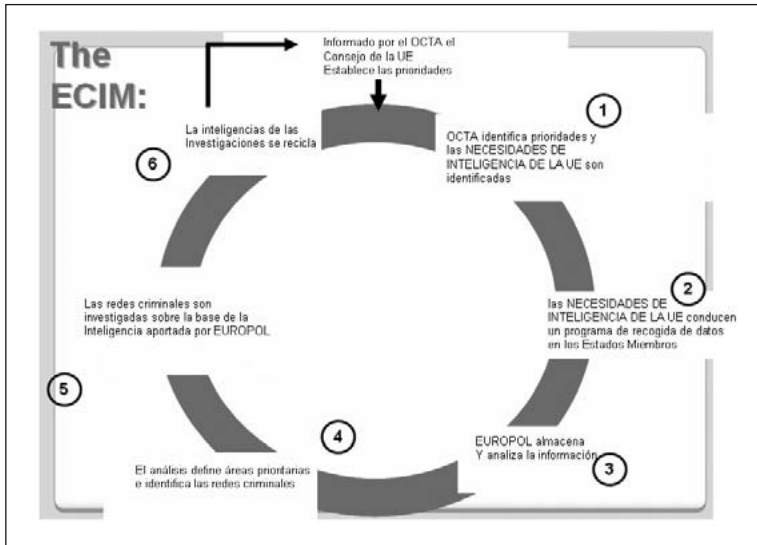 The
ECIM:
Informado por el OCTA el
Consejo de la UE
Establece las prioridades
1
OCTA identifica prioridades y
las NECESIDADES DE
INTELIGENCIA DE LA UE son
identificadas
2
las NECESIDADES DE
INTELIGENCIA DE LA UE conducen
un programa de recogida de datos
en los Estados Miembros
EUROPOL almacena
Y analiza la información
3
4
El análisis define áreas prioritarias
e identifica las redes criminales
5
Las redes criminales son
investigadas sobre la base de la
Inteligencia aportada por EUROPOL
6
La inteligencias de las
Investigaciones se recicla